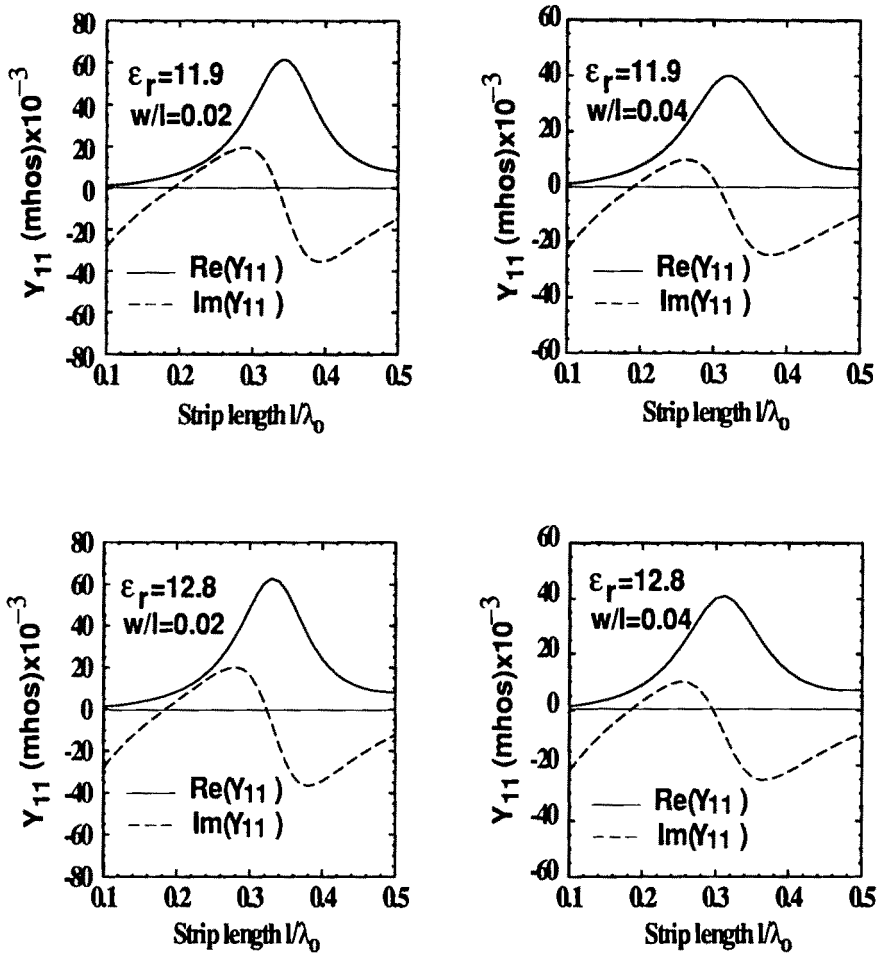 Y11 (mhos)x10−3
80
60
40
20
0
-20
-40
-60
-80
εr=11.9
w/l=0.02
Re(Y11)
Im(Y11)
0.1 0.2 0.3 0.4 0.5
Strip length l/λo
Y11 (mhos)x10−3
60
40
20
0
-20
-40
-60
εr=11.9
w/l=0.04
Re(Y11)
Im(Y11)
0.1 0.2 0.3 0.4 0.5
Strip length l/λo
Y11 (mhos)x10−3
80
60
40
20
0
-20
-40
-60
-80
εr=12.8
w/l=0.02
Re(Y11)
Im(Y11)
0.1 0.2 0.3 0.4 0.5
Strip length l/λo
Y11 (mhos)x10−3
60
40
20
0
-20
-40
-60
εr=12.8
w/l=0.04
Re(Y11)
Im(Y11)
0.1 0.2 0.3 0.4 0.5
Strip length l/λo